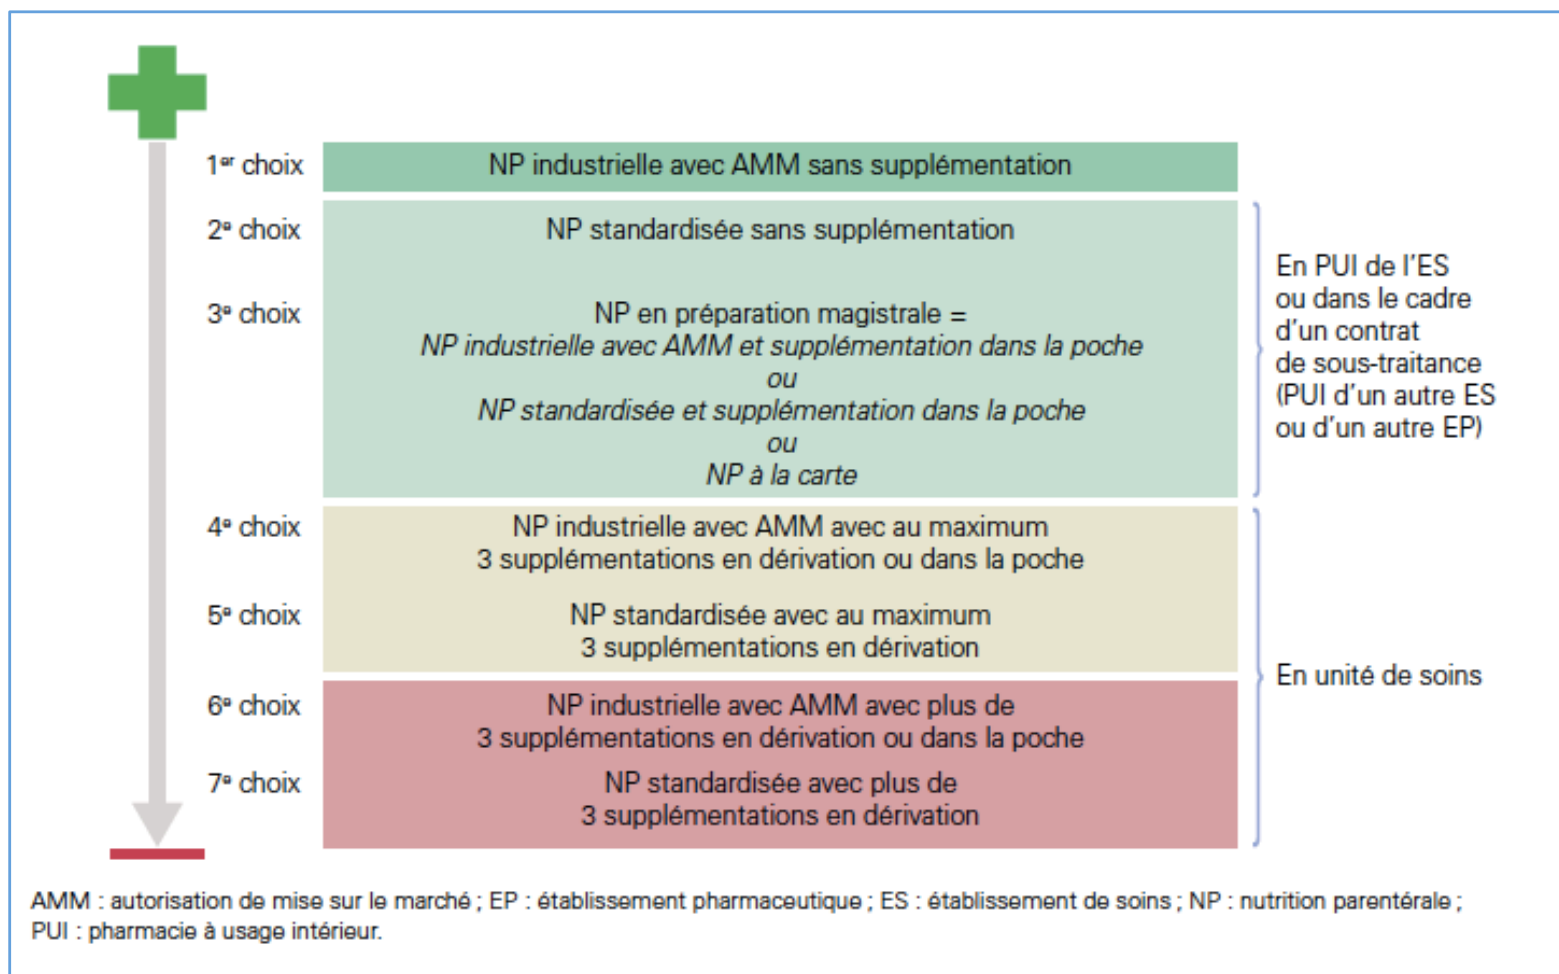 1er choix
NP industrielle avec AMM sans supplémentation
2e choix
NP standardisée sans supplémentation
3e choix
NP en préparation magistrale =
NP industrielle avec AMM et supplémentation dans la poche
ou
NP standardisée et supplémentation dans la poche
ou
NP à la carte
En PUI de l’ES
ou dans le cadre
d’un contrat
de sous-traitance
(PUI d’un autre ES
ou d’un autre EP)
4e choix
NP industrielle avec AMM avec au maximum
3 supplémentations en dérivation ou dans la poche
5e choix
NP standardisée avec au maximum
3 supplémentations en dérivation
6e choix
NP industrielle avec AMM avec plus de
3 supplémentations en dérivation ou dans la poche
7e choix
NP standardisée avec plus de
3 supplémentations en dérivation
En unité de soins
AMM : autorisation de mise sur le marché ; EP : établissement pharmaceutique ; ES : établissement de soins ; NP : nutrition parentérale ;
PUI : pharmacie à usage intérieur.